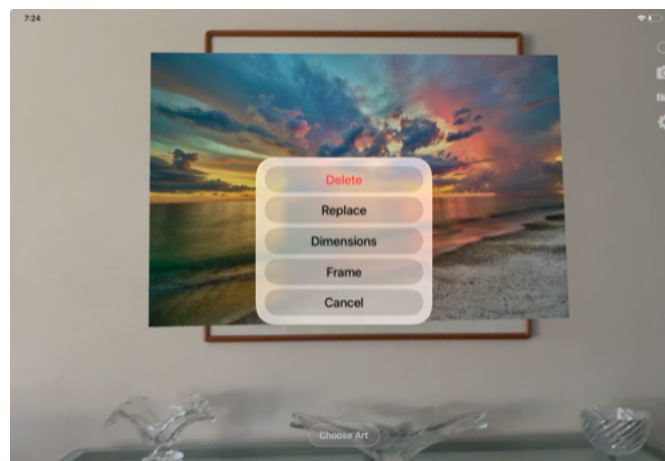 7:24
Delete
Replace
Dimensions
Frame
Cancel
Choose Art